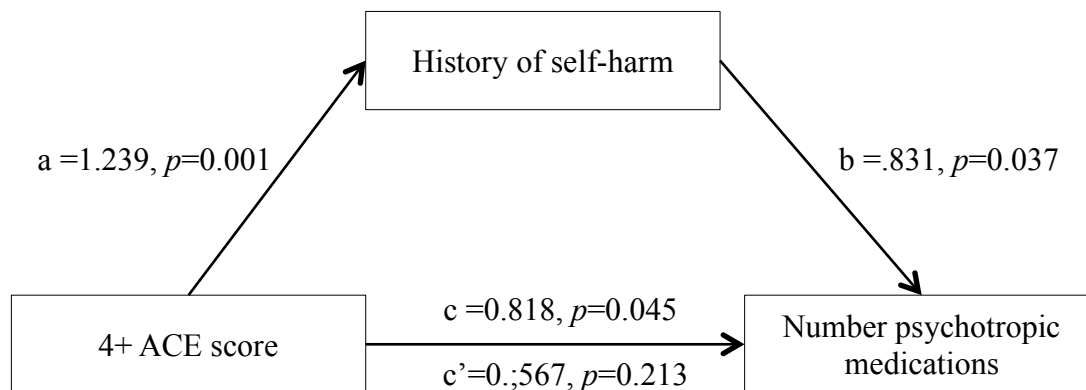 History of self-harm
a =1.239, p=0.001
b =.831, p=0.037
4+ ACE score
c =0.818, p=0.045
c’=0.;567, p=0.213
Number psychotropic
medications